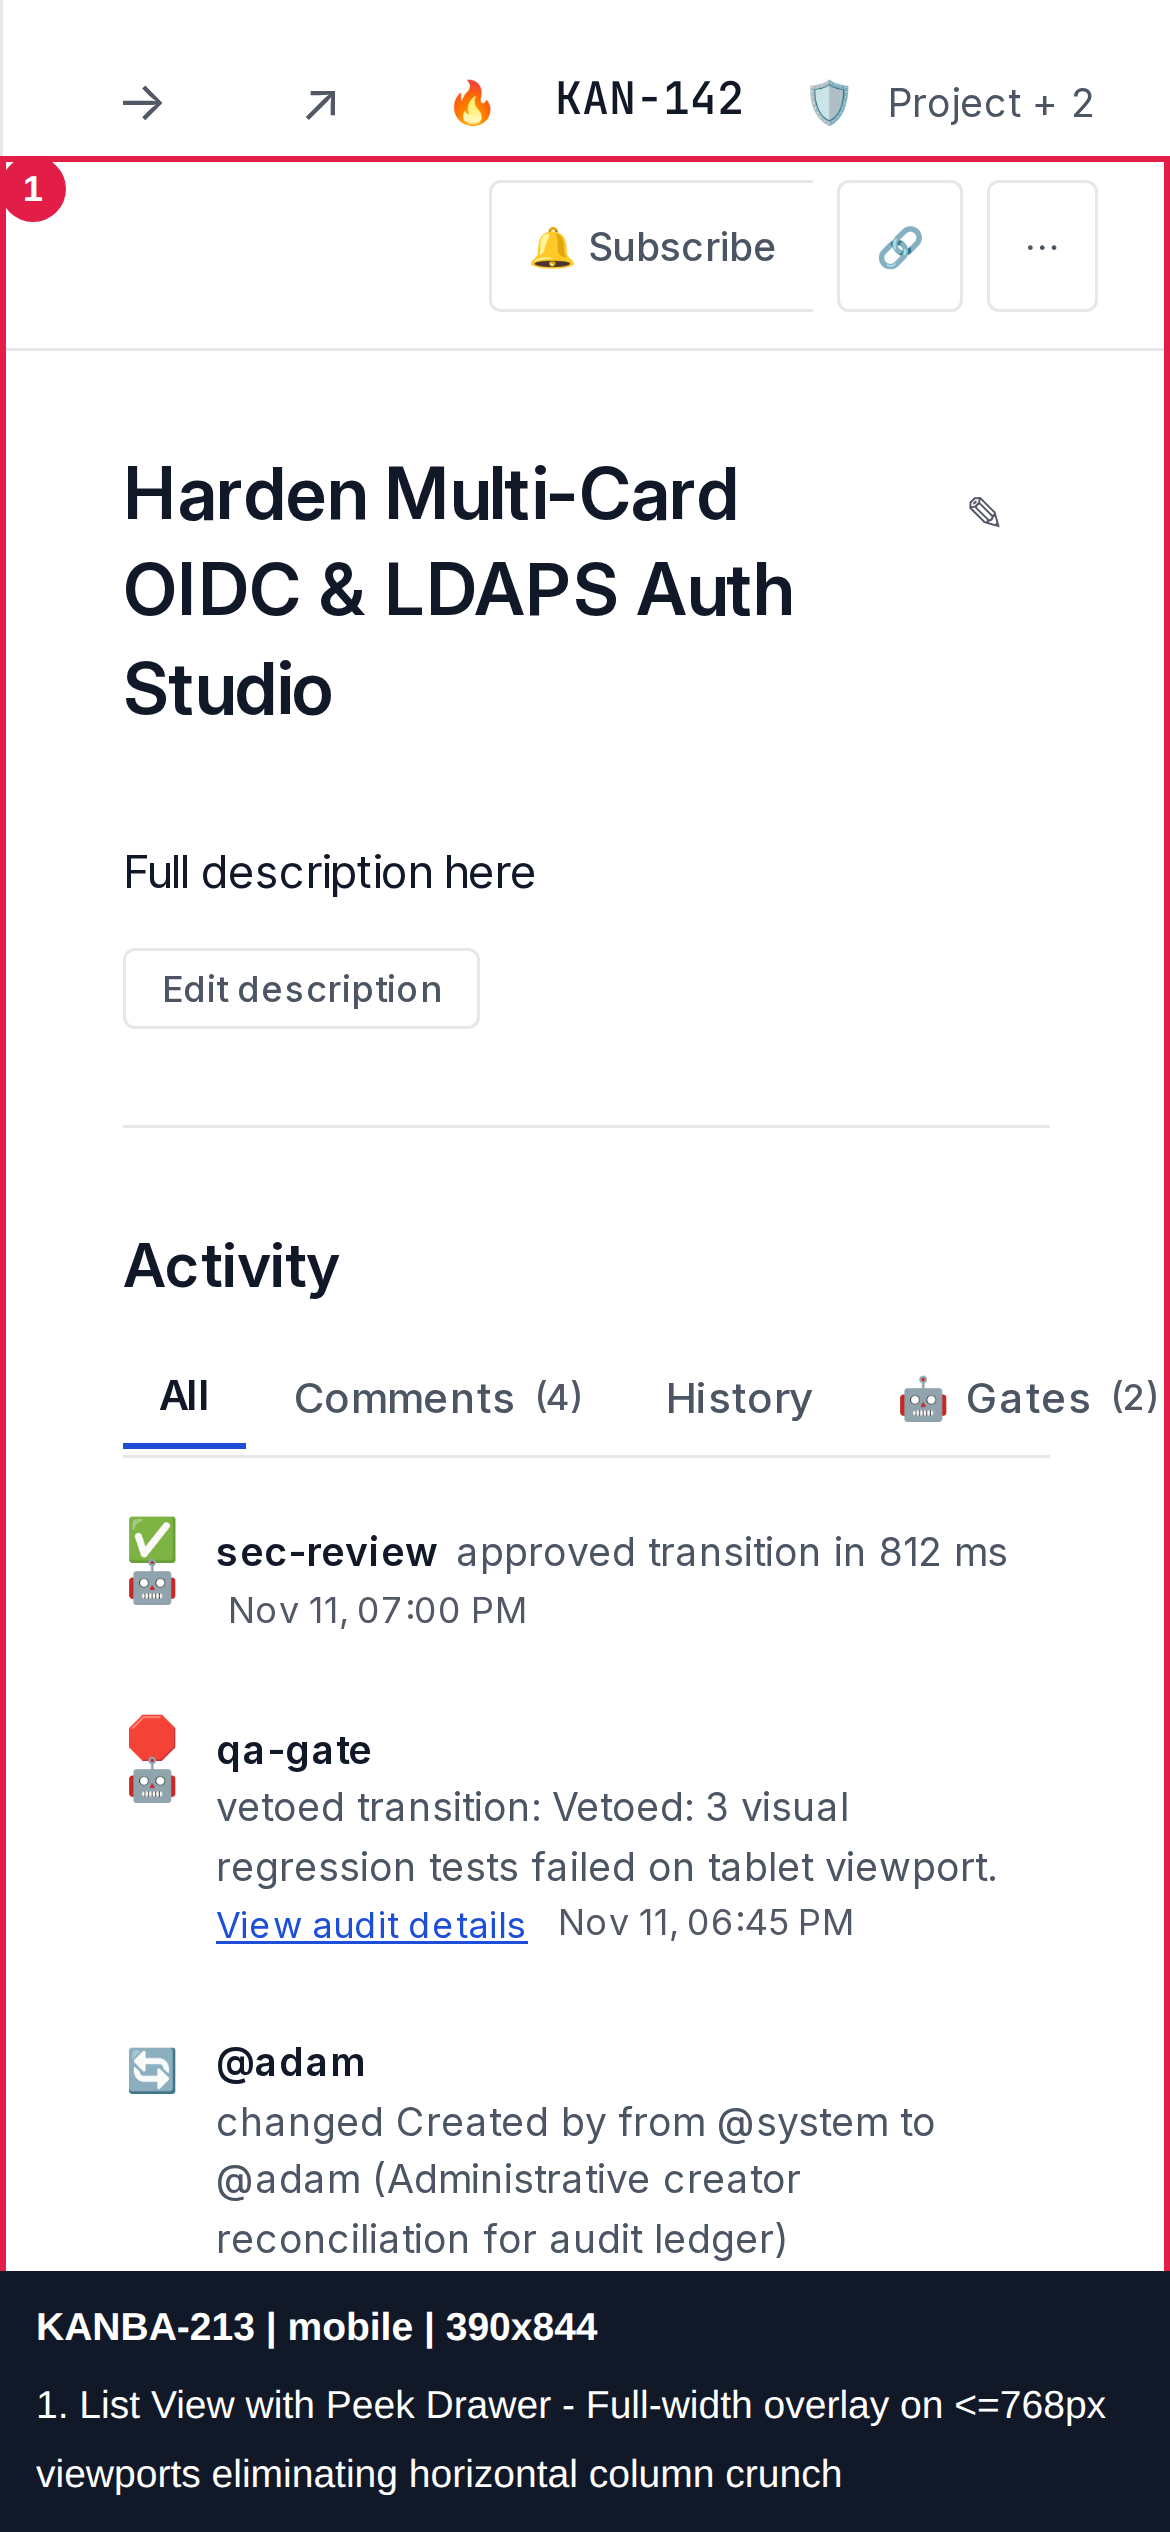 → ↗ 🔥 KAN-142 🛡️ Project + 2
1
🔔 Subscribe 🔗 ···
Harden Multi-Card
OIDC & LDAPS Auth
Studio
✎
Full description here
Edit description
Activity
All Comments (4) History 🤖 Gates (2)
✅ sec-review approved transition in 812 ms
🤖 Nov 11, 07:00 PM
🛑 qa-gate
🤖 vetoed transition: Vetoed: 3 visual
regression tests failed on tablet viewport.
View audit details Nov 11, 06:45 PM
🔄 @adam
changed Created by from @system to
@adam (Administrative creator
reconciliation for audit ledger)
KANBA-213 | mobile | 390x844
1. List View with Peek Drawer - Full-width overlay on <=768px
viewports eliminating horizontal column crunch